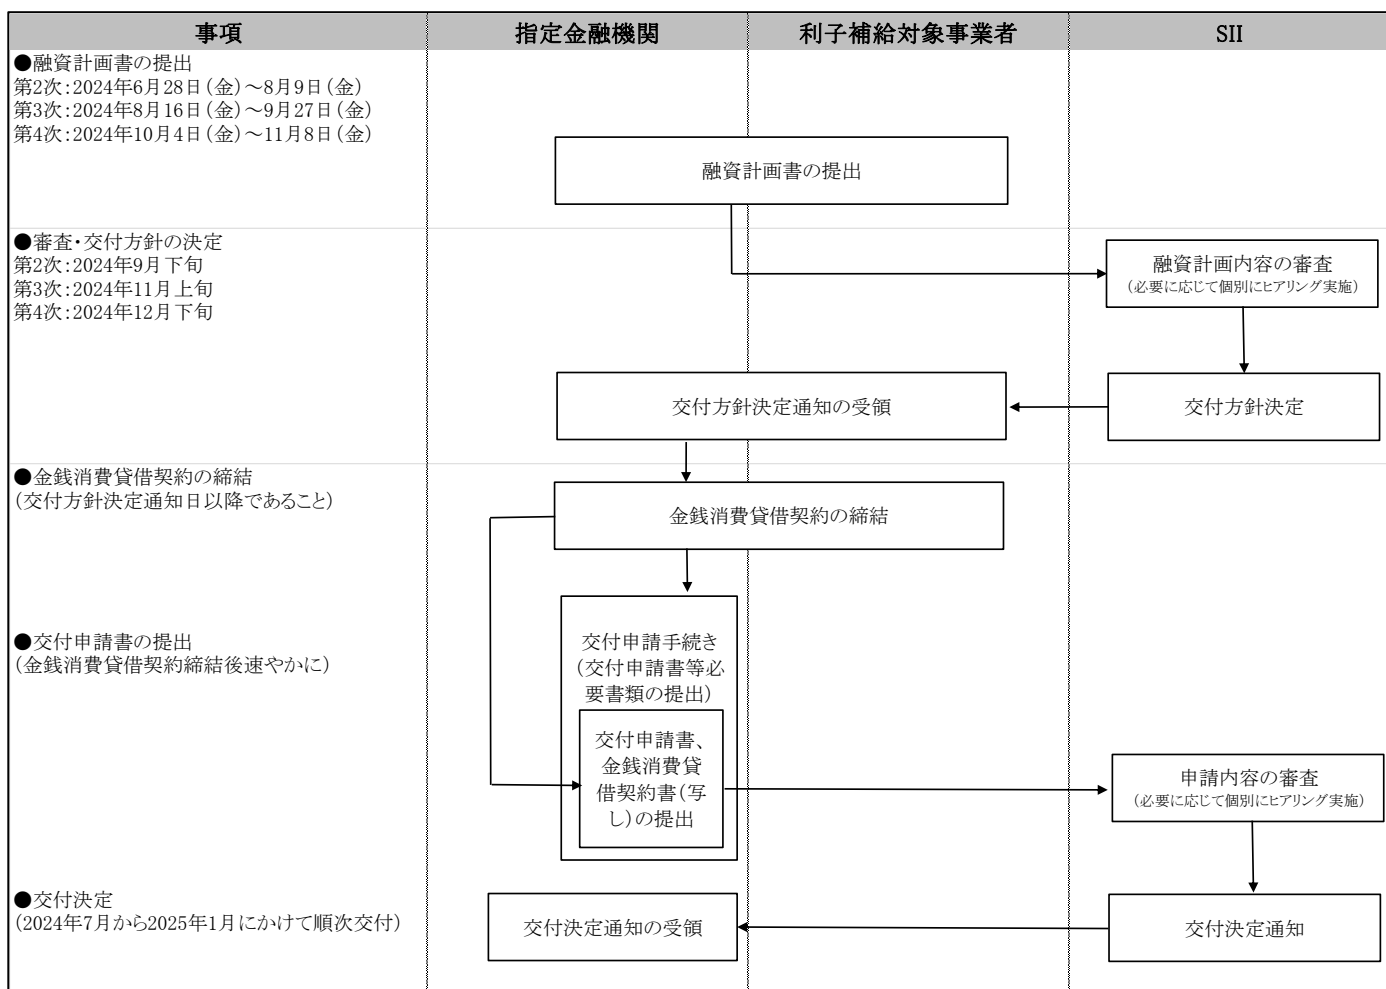 事項 指定金融機関 利子補給対象事業者 SII
●融資計画書の提出
第2次：2024年6月28日（金）～8月9日（金）
第3次：2024年8月16日（金）～9月27日（金）
第4次：2024年10月4日（金）～11月8日（金）
融資計画書の提出
●審査・交付方針の決定
第2次：2024年9月下旬
第3次：2024年11月上旬
第4次：2024年12月下旬
融資計画内容の審査
（必要に応じて個別にヒアリング実施）
交付方針決定通知の受領
交付方針決定
●金銭消費貸借契約の締結
（交付方針決定通知日以降であること）
金銭消費貸借契約の締結
●交付申請書の提出
（金銭消費貸借契約締結後速やかに）
交付申請手続き
（交付申請書等必
要書類の提出）
交付申請書、
金銭消費貸
借契約書（写
し）の提出
申請内容の審査
（必要に応じて個別にヒアリング実施）
●交付決定
（2024年7月から2025年1月にかけて順次交付）
交付決定通知の受領
交付決定通知